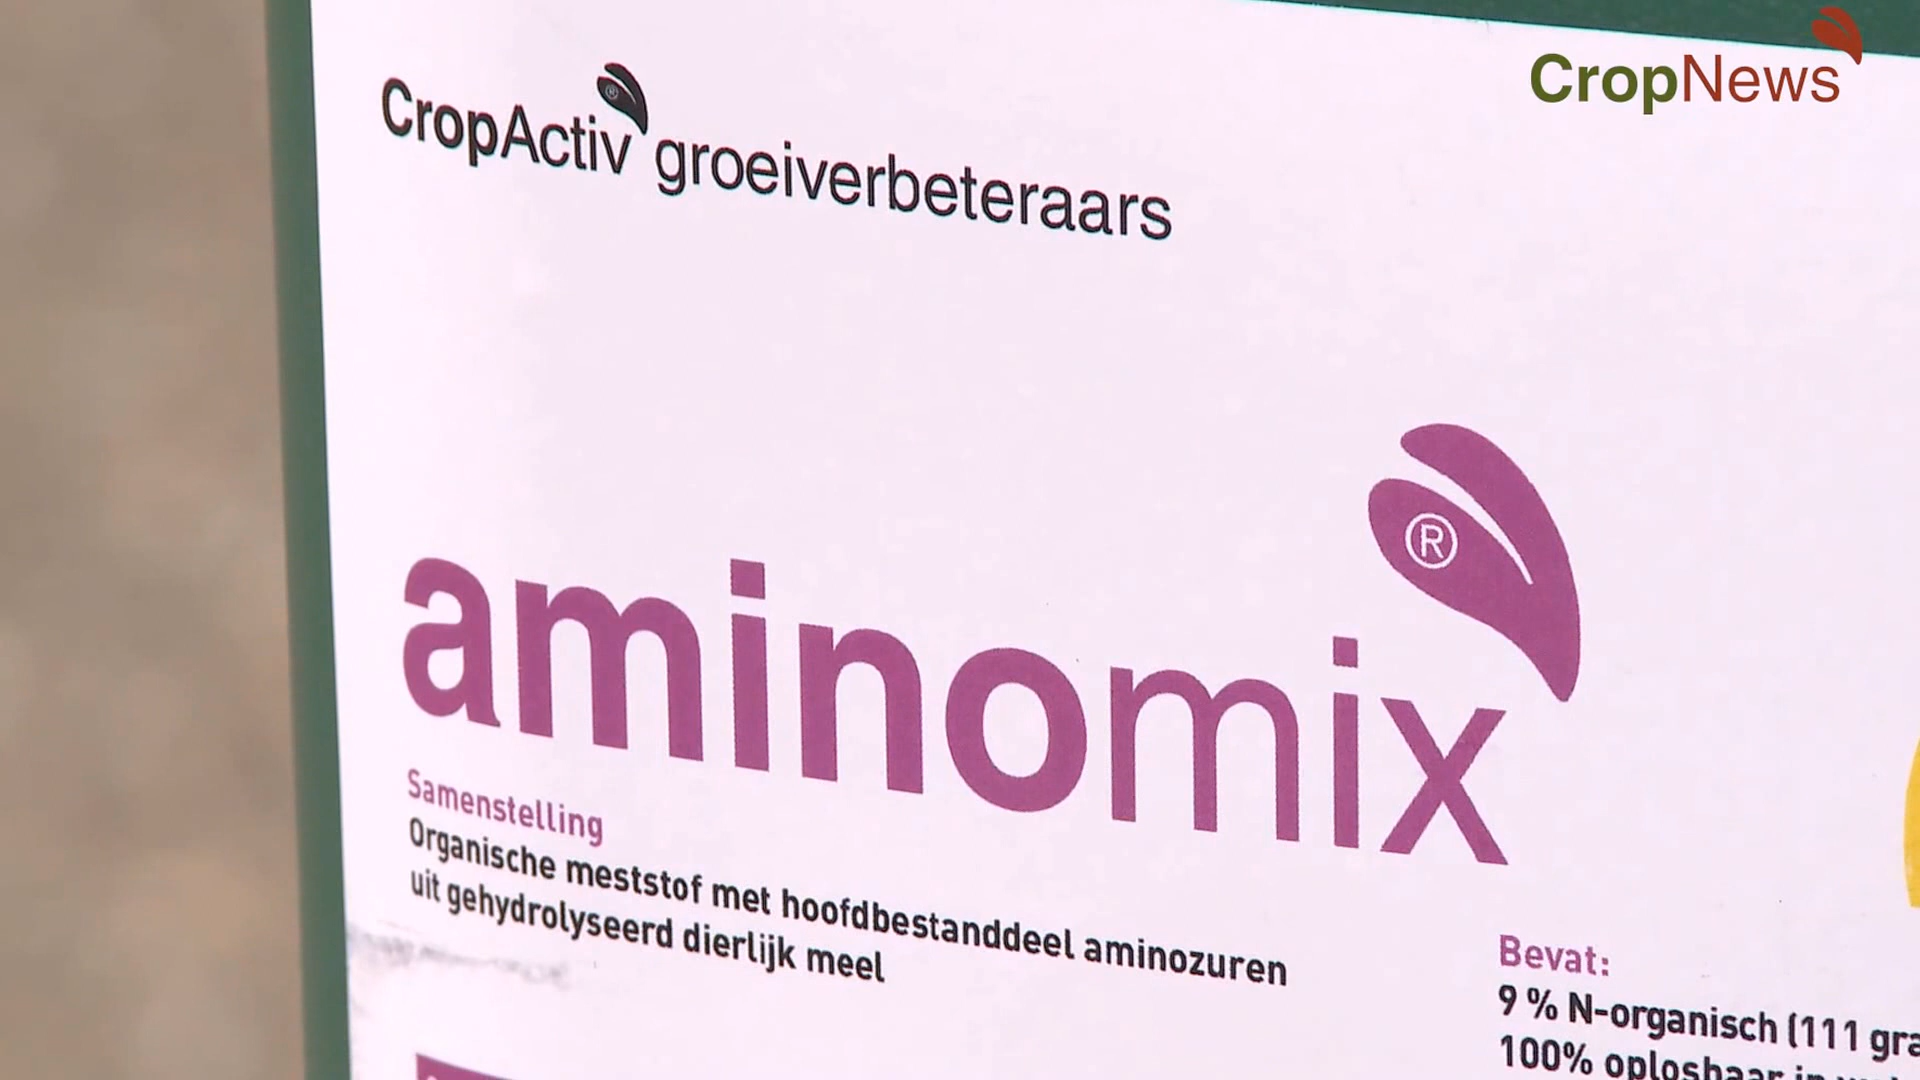 CropNews
CropActiv® groeiverbeteraars
aminomix®
Samenstelling
Organische meststof met hoofdbestanddeel aminozuren
uit gehydrolyseerd dierlijk meel
Bevat:
9 % N-organisch (111 gra
100% oplosbaar in